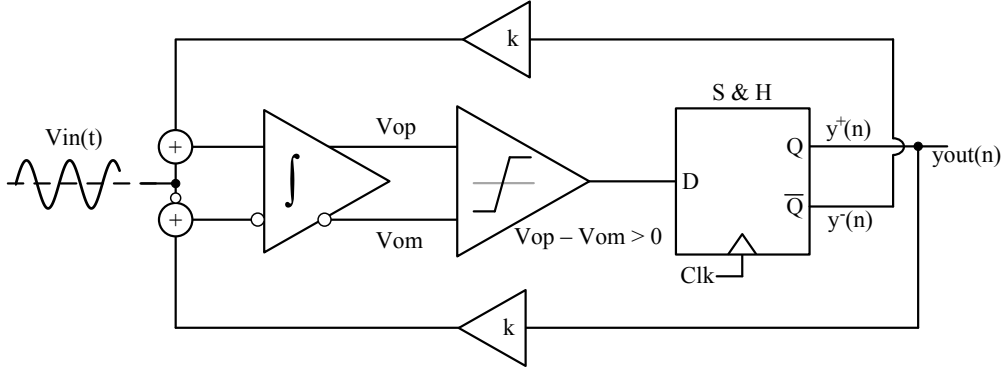 k
S & H
Vin(t)
Vop
y⁺(n)
+
∫
Q
yout(n)
D
+
Q̅
Vom
Vop – Vom > 0
y⁻(n)
Clk
k